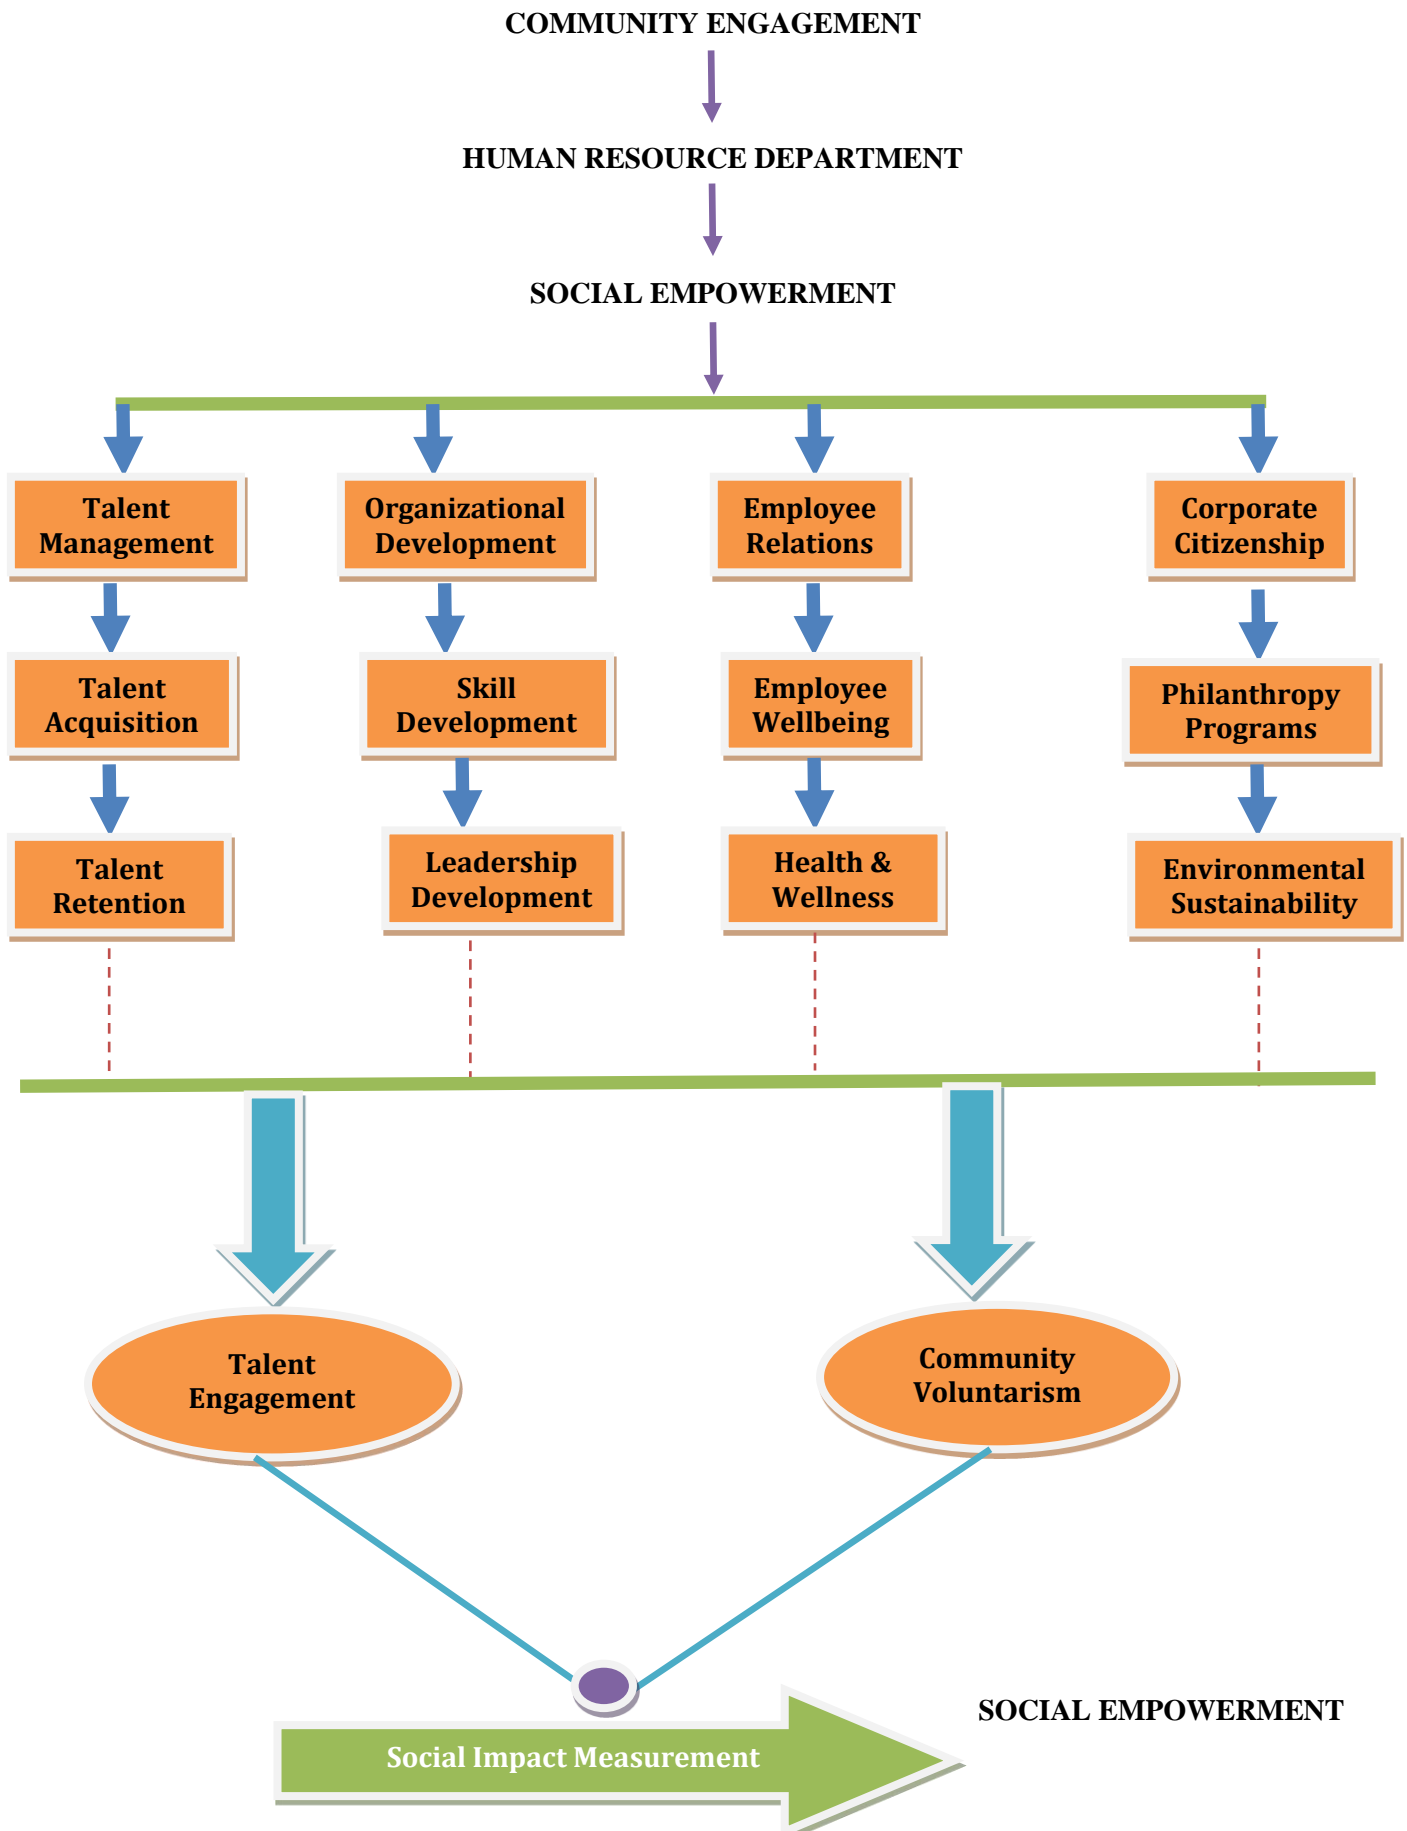 COMMUNITY ENGAGEMENT
HUMAN RESOURCE DEPARTMENT
SOCIAL EMPOWERMENT
Talent
Management
Organizational
Development
Employee
Relations
Corporate
Citizenship
Talent
Acquisition
Skill
Development
Employee
Wellbeing
Philanthropy
Programs
Talent
Retention
Leadership
Development
Health &
Wellness
Environmental
Sustainability
Talent
Engagement
Community
Voluntarism
SOCIAL EMPOWERMENT
Social Impact Measurement